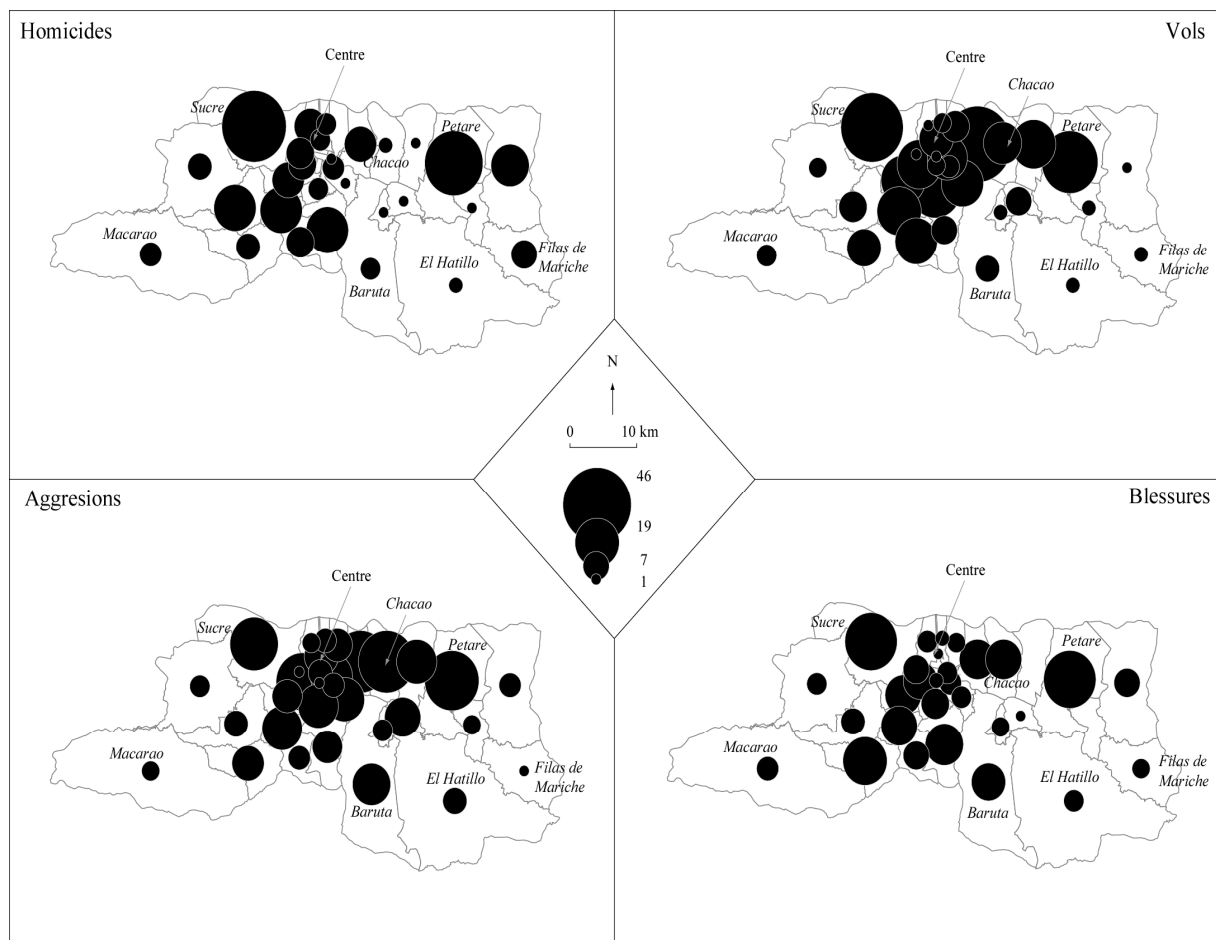 Homicides
Centre
Sucre
Petare
Chacao
Macarao
Filas de
Mariche
El Hatillo
Baruta
Vols
Centre
Chacao
Sucre
Petare
Macarao
Filas de
Mariche
El Hatillo
Baruta
N
0 10 km
46
19
7
1
Aggresions
Centre
Chacao
Sucre
Petare
Macarao
El Hatillo
Filas de
Mariche
Baruta
Blessures
Centre
Sucre
Petare
Chacao
Macarao
El Hatillo
Filas de
Mariche
Baruta